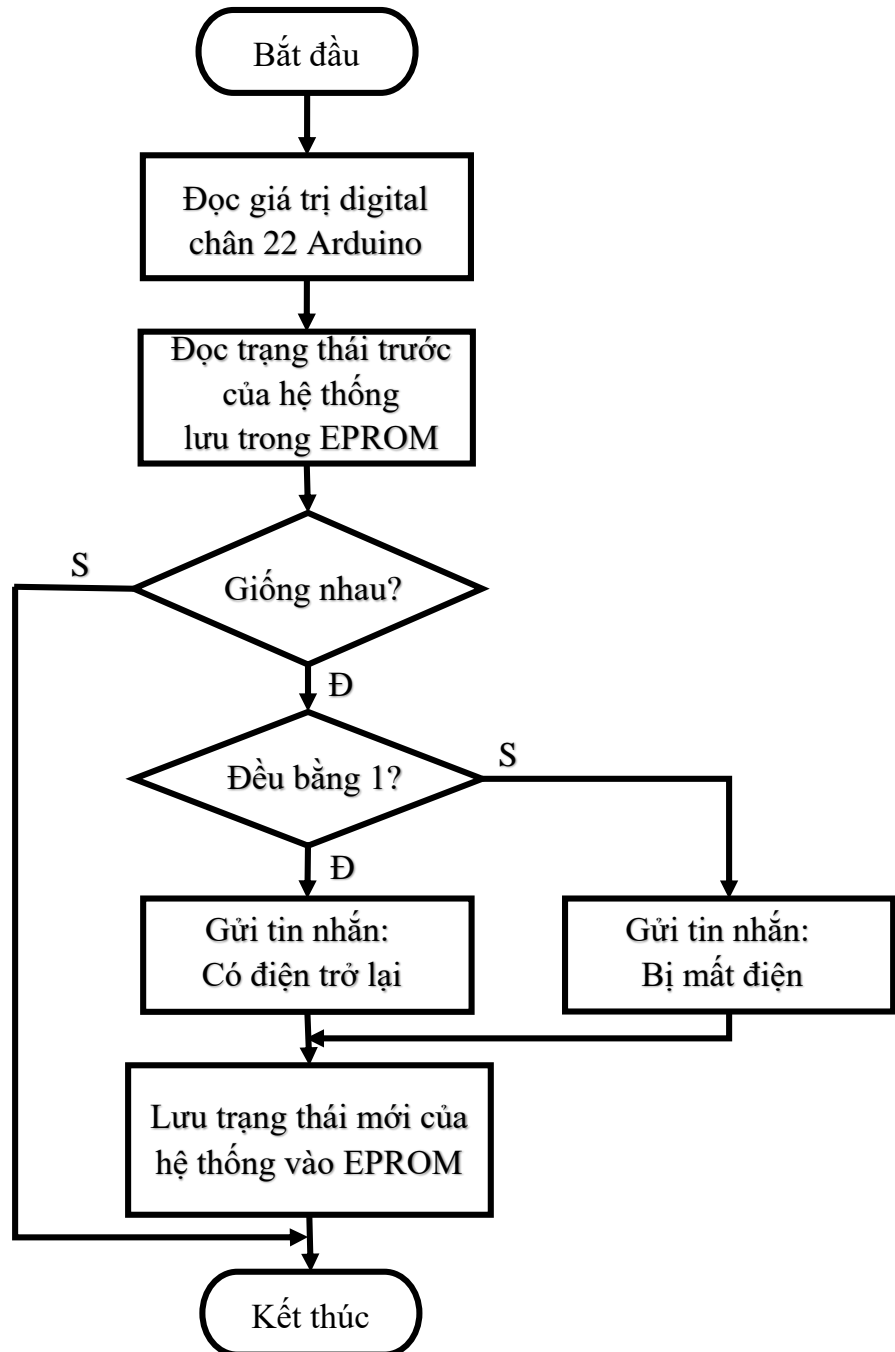 Bắt đầu
Đọc giá trị digital
chân 22 Arduino
Đọc trạng thái trước
của hệ thống
lưu trong EPROM
S
Giống nhau?
Đ
Đều bằng 1?
S
Đ
Gửi tin nhắn:
Có điện trở lại
Gửi tin nhắn:
Bị mất điện
Lưu trạng thái mới của
hệ thống vào EPROM
Kết thúc